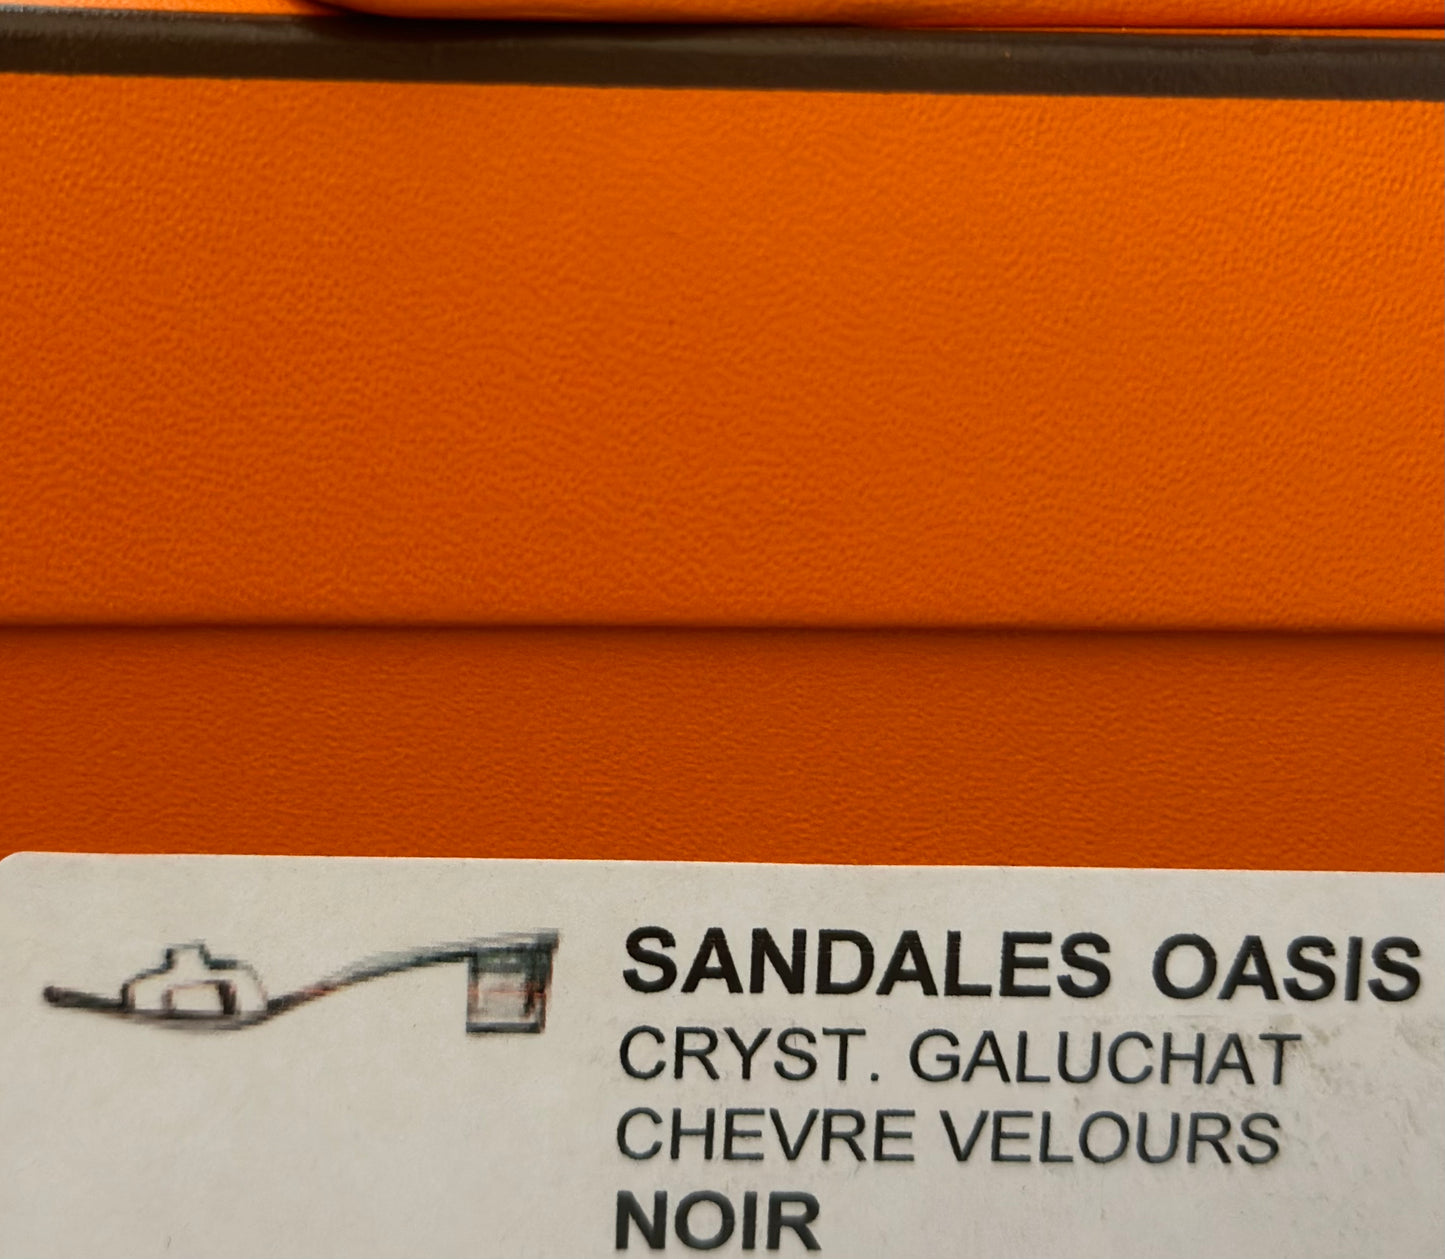 SANDALES OASIS
CRYST. GALUCHAT
CHEVRE VELOURS
NOIR